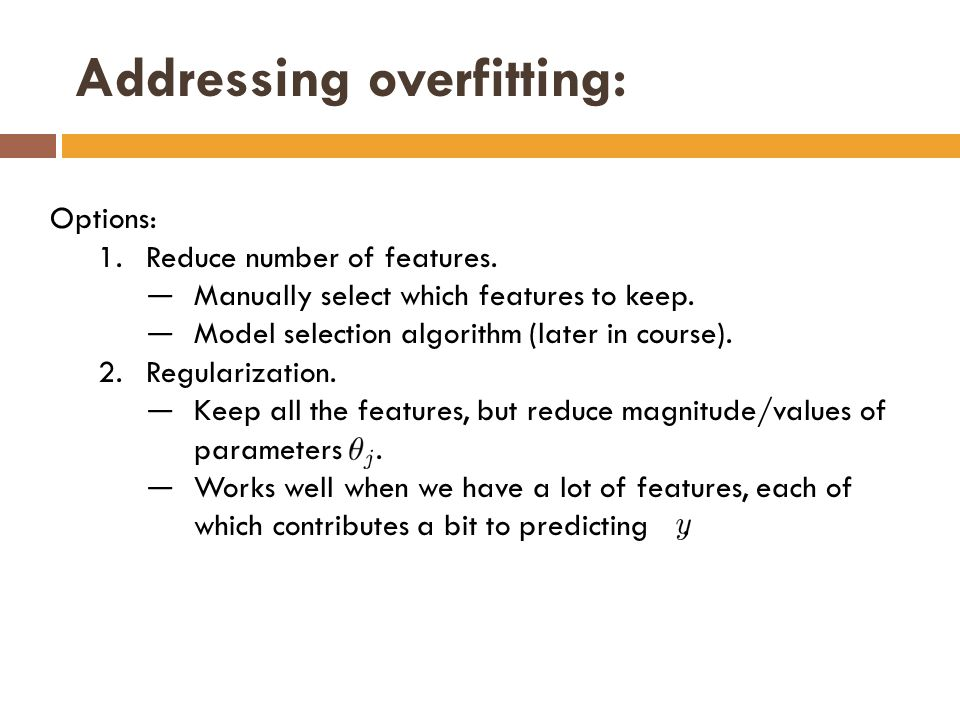 Addressing overfitting:
Options:
1. Reduce number of features.
— Manually select which features to keep.
— Model selection algorithm (later in course).
2. Regularization.
— Keep all the features, but reduce magnitude/values of
parameters θⱼ.
— Works well when we have a lot of features, each of
which contributes a bit to predicting y